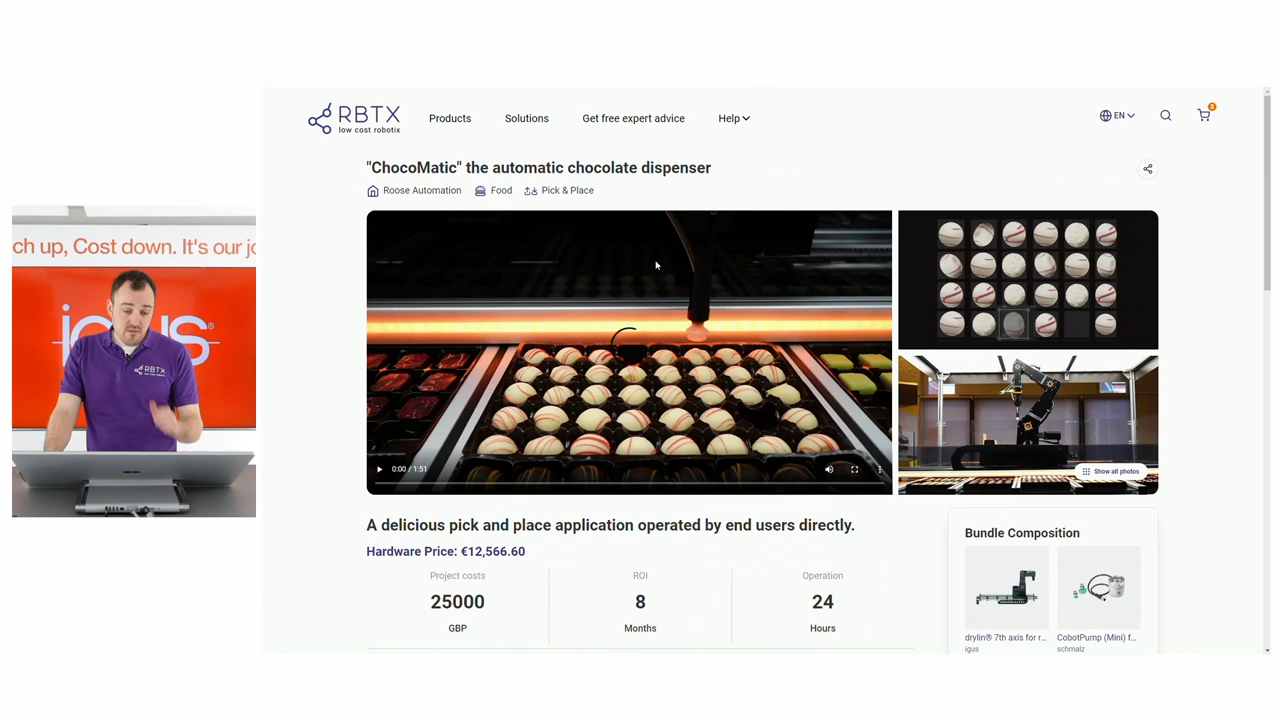 RBTX
low cost robotix
Products
Solutions
Get free expert advice
Help
EN
3
"ChocoMatic" the automatic chocolate dispenser
Roose Automation
Food
Pick & Place
ch up, Cost down. It's our jo
igus®
RBTX
0:00 / 1:51
Show all photos
A delicious pick and place application operated by end users directly.
Hardware Price: €12,566.60
Project costs
25000
GBP
ROI
8
Months
Operation
24
Hours
Bundle Composition
drylin® 7th axis for r...
igus
CobotPump (Mini) f...
schmalz